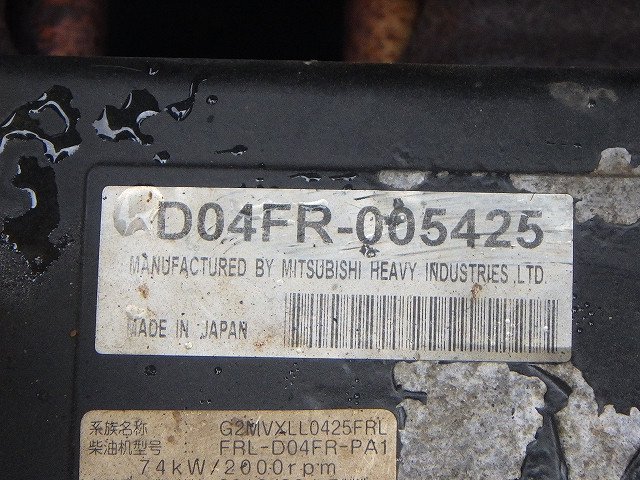 D04FR-005425
MANUFACTURED BY MITSUBISHI HEAVY INDUSTRIES,LTD.
MADE IN JAPAN
系族名称 G2MVXLL0425FRL
柴油机型号 FRL-D04FR-PA1
74kW/2000rpm